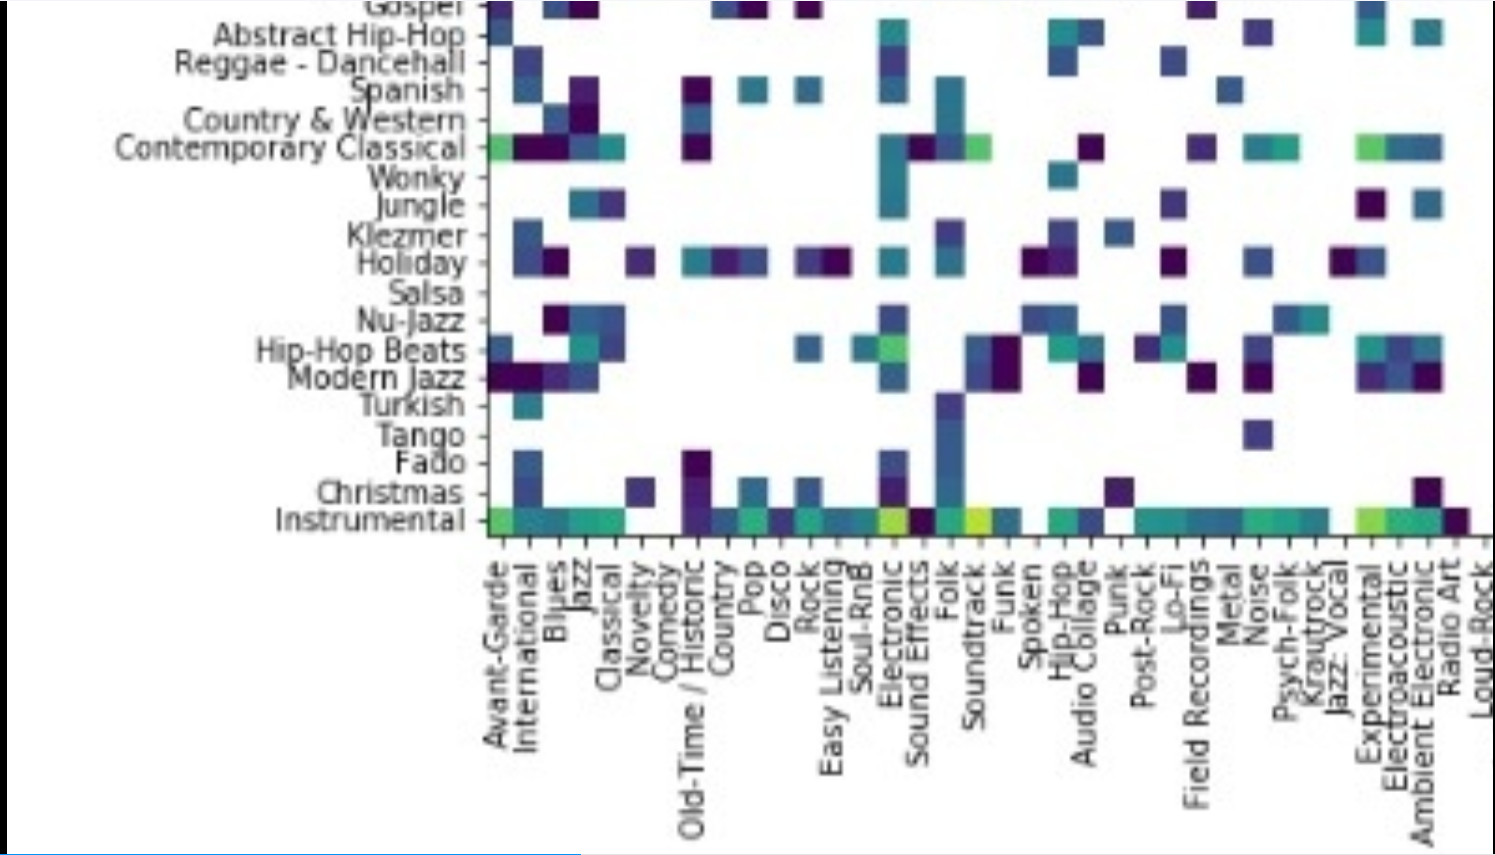 Gospel
Abstract Hip-Hop
Reggae - Dancehall
Spanish
Country & Western
Contemporary Classical
Wonky
Jungle
Klezmer
Holiday
Salsa
Nu-Jazz
Hip-Hop Beats
Modern Jazz
Turkish
Tango
Fado
Christmas
Instrumental
Avant-Garde
International
Blues
Jazz
Classical
Novelty
Comedy
Old-Time / Historic
Country
Pop
Disco
Rock
Easy Listening
Soul-RnB
Electronic
Sound Effects
Folk
Soundtrack
Funk
Spoken
Hip-Hop
Audio Collage
Punk
Post-Rock
Lo-Fi
Field Recordings
Metal
Noise
Psych-Folk
Krautrock
Jazz: Vocal
Experimental
Electroacoustic
Ambient Electronic
Radio Art
Loud-Rock